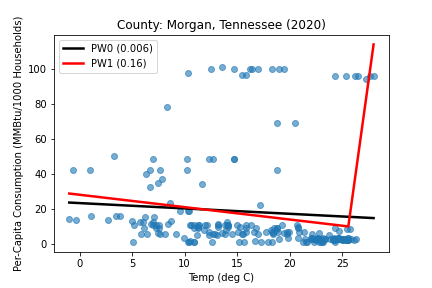 County: Morgan, Tennessee (2020)
PW0 (0.006)
PW1 (0.16)
Per-Capita Consumption (MMBtu/1000 Households)
100
80
60
40
20
0
0 5 10 15 20 25
Temp (deg C)